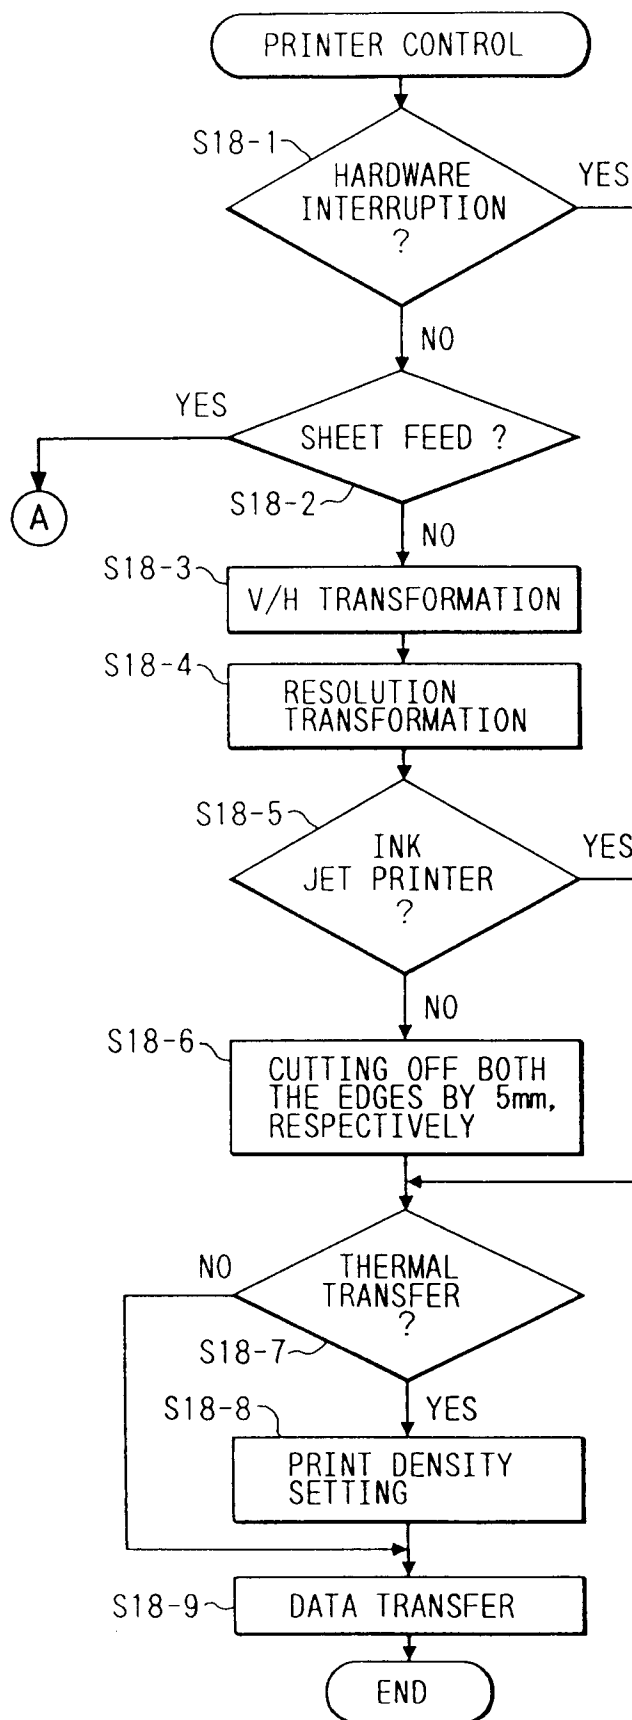 PRINTER CONTROL
S18-1
HARDWARE
INTERRUPTION
?
YES
NO
YES
SHEET FEED ?
A
S18-2
NO
S18-3
V/H TRANSFORMATION
S18-4
RESOLUTION
TRANSFORMATION
S18-5
INK
JET PRINTER
?
YES
NO
S18-6
CUTTING OFF BOTH
THE EDGES BY 5mm,
RESPECTIVELY
NO
THERMAL
TRANSFER
?
S18-7
YES
S18-8
PRINT DENSITY
SETTING
S18-9
DATA TRANSFER
END